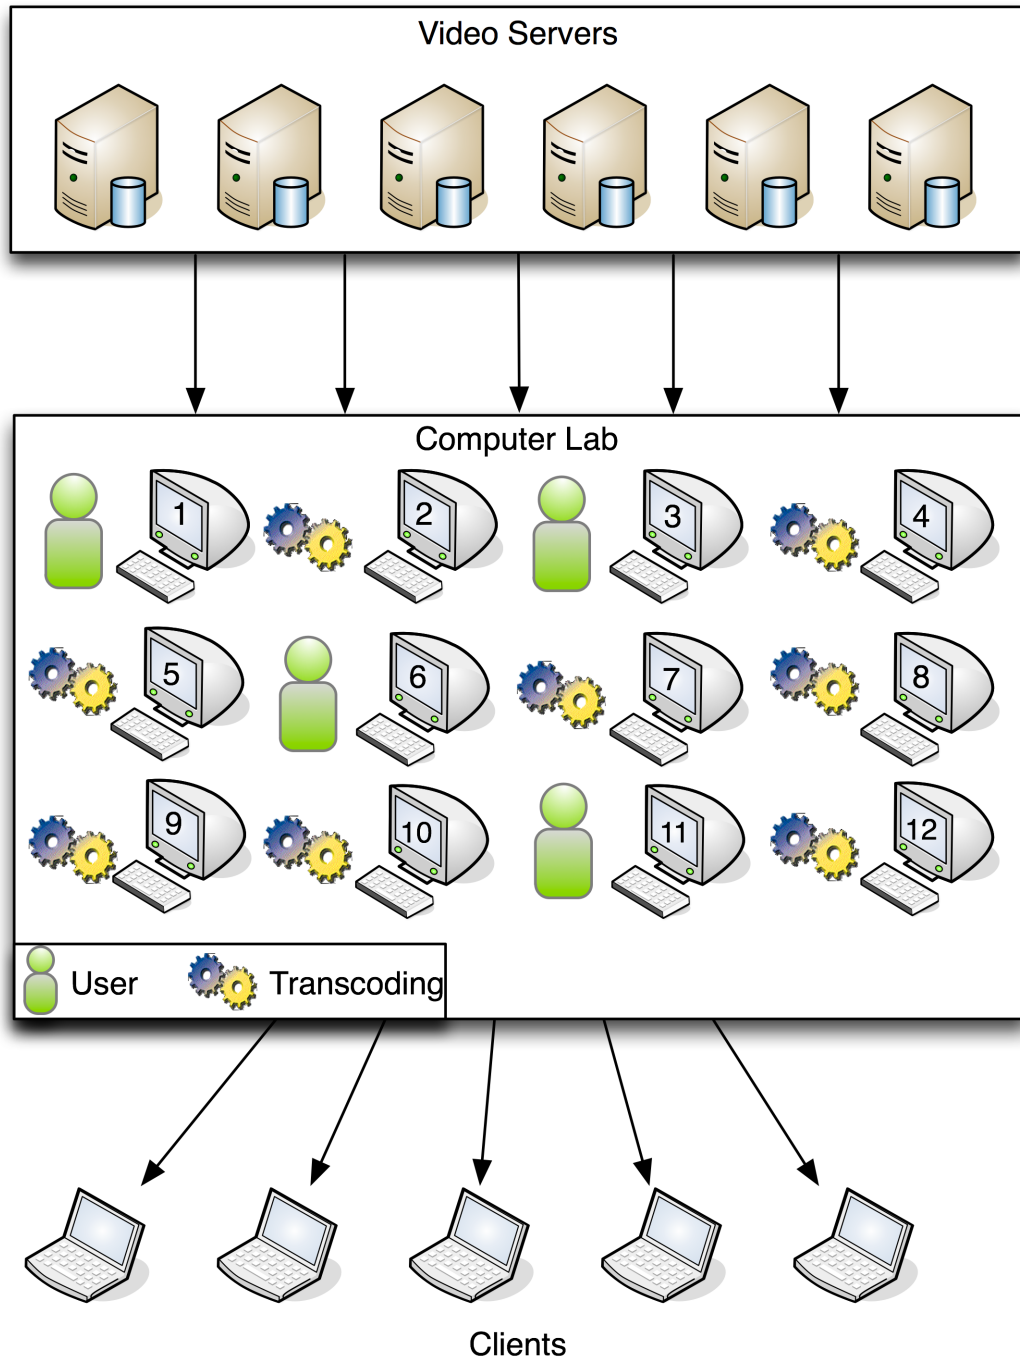 Video Servers
Computer Lab
1 2 3 4
5 6 7 8
9 10 11 12
User Transcoding
Clients